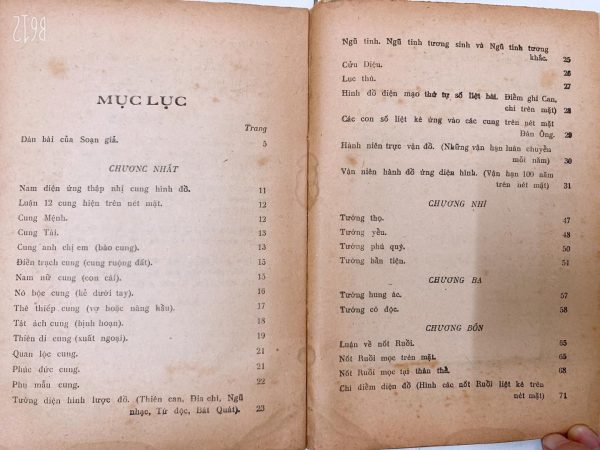 B612
MỤC LỤC
Trang
Dàn bài của Soạn giả. 5
CHƯƠNG NHẤT
Nam diện ứng thập nhị cung hình đồ. 11
Luận 12 cung hiện trên nét mặt. 12
Cung Mệnh. 12
Cung Tài. 13
Cung anh chị em (bào cung). 13
Điền trạch cung (cung ruộng đất). 15
Nam nữ cung (con cái). 15
Nô bộc cung (kẻ dưới tay). 16
Thê thiếp cung (vợ hoặc nàng hầu). 17
Tật ách cung (bịnh hoạn). 18
Thiên di cung (xuất ngoại). 19
Quan lộc cung. 21
Phúc đức cung. 21
Phụ mẫu cung. 22
Tướng diện hình lược đồ. (Thiên can, Địa chi, Ngũ
nhạc, Tứ độc, Bát Quát). 23
Ngũ tinh. Ngũ tinh tương sinh và Ngũ tinh tương
khắc. 25
Cửu Diệu. 26
Lục thú. 27
Hình đồ diện mạo thứ tự số liệt bài. Điểm ghi Can,
chi trên mặt) 28
Các con số liệt kê ứng vào các cung trên nét mặt
Đàn Ông. 29
Hành niên trực vận đồ. (Những vận hạn luân chuyển
mỗi năm) 30
Vận niên hành đồ ứng diện hình. (Vận hạn 100 năm
trên nét mặt) 31
CHƯƠNG NHÌ
Tướng thọ. 47
Tướng yểu. 48
Tướng phú quý. 50
Tướng bần tiện. 51
CHƯƠNG BA
Tướng hung ác. 57
Tướng cô độc. 58
CHƯƠNG BỐN
Luận về nốt Ruồi. 65
Nốt Ruồi mọc trên mặt. 65
Nốt Ruồi mọc tại thân thể. 68
Chi điểm diện đồ (Hình các nốt Ruồi liệt kê trên
nét mặt) 71